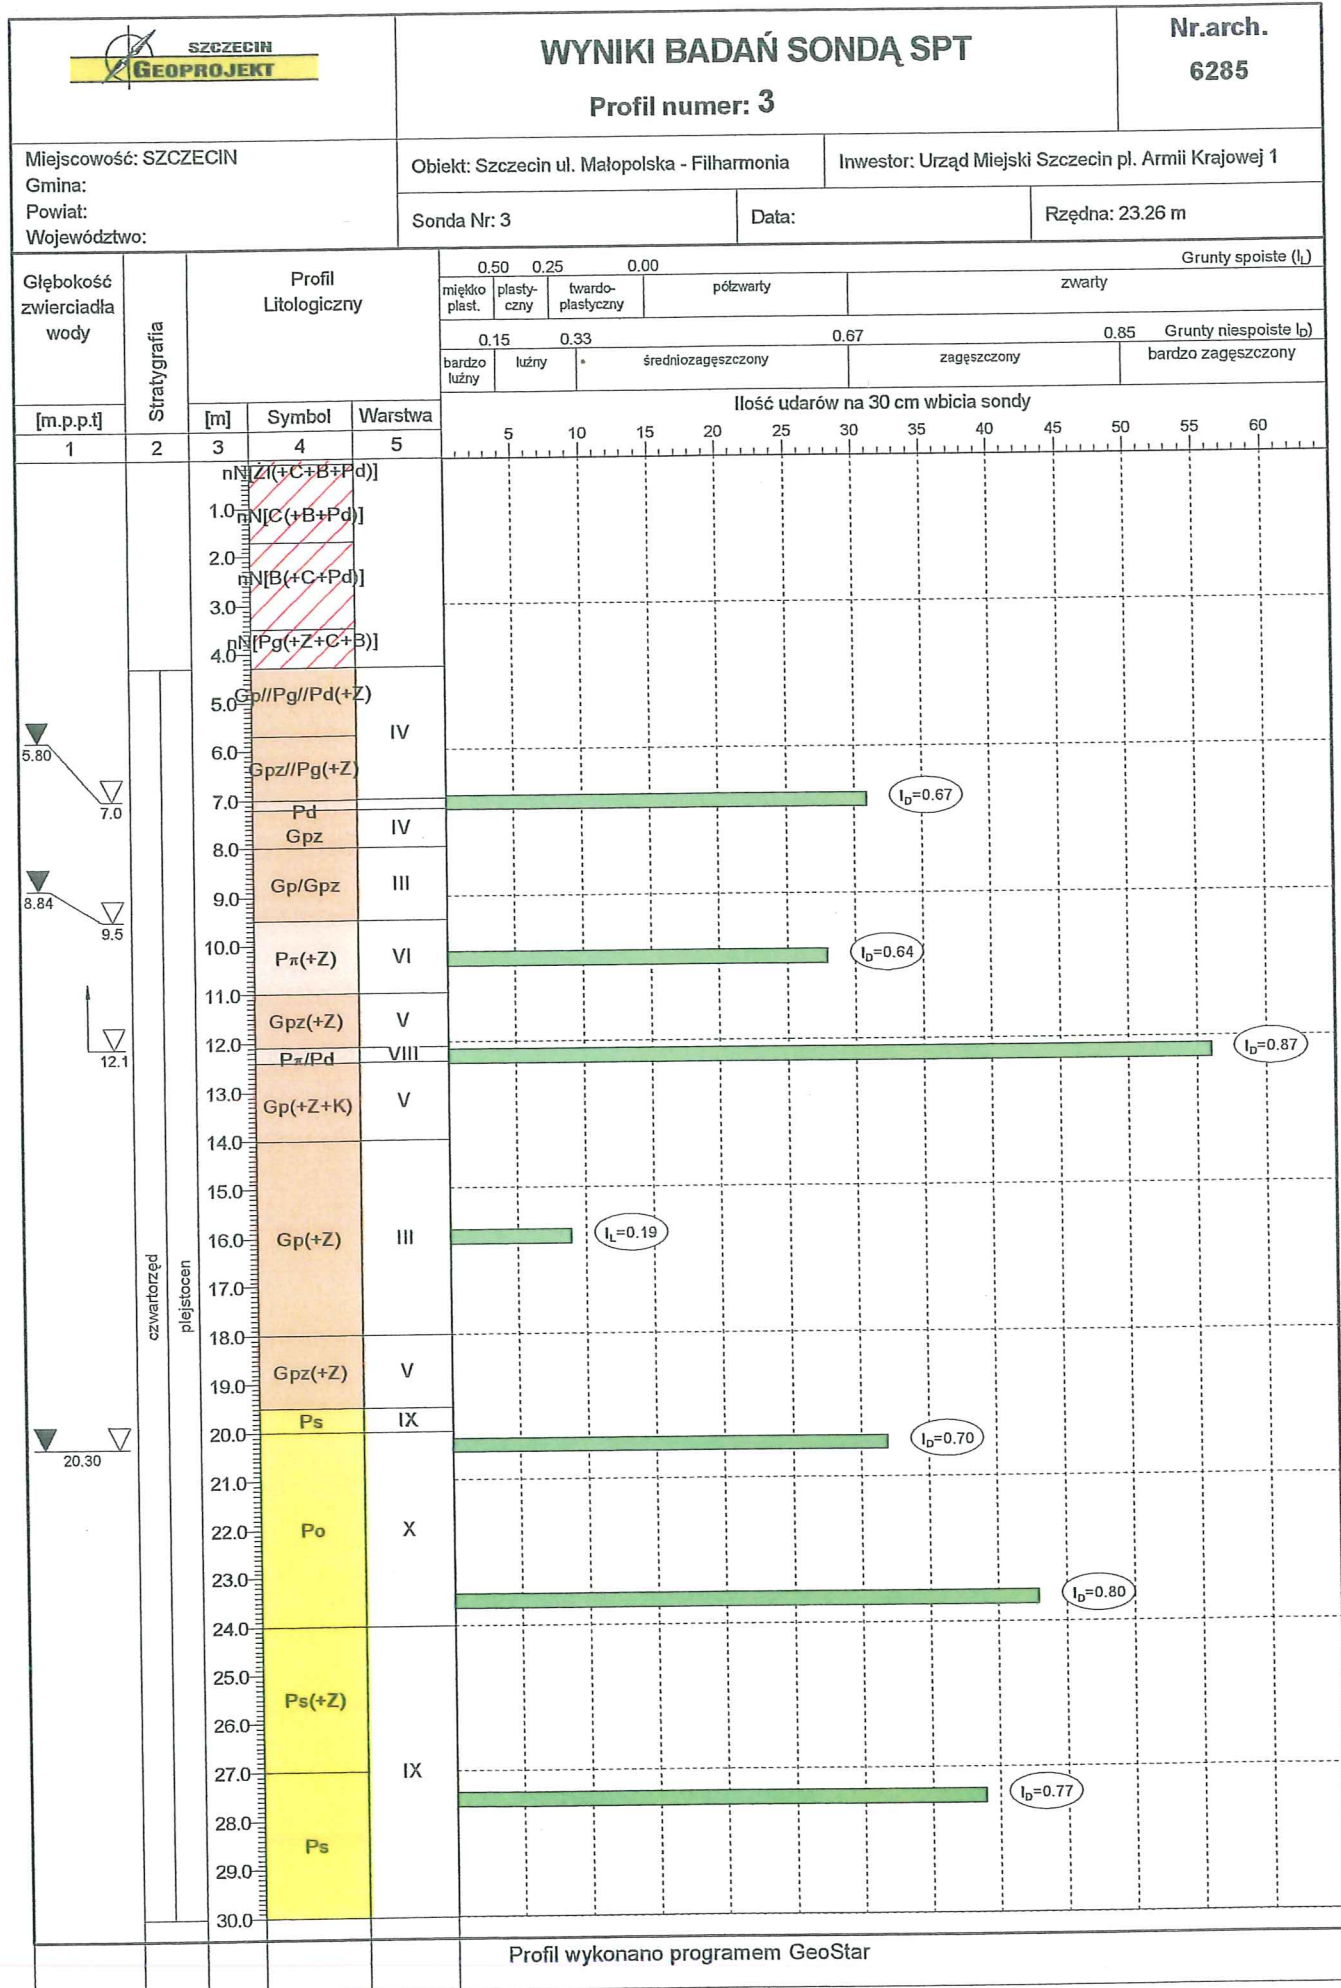 SZCZECIN
GEOPROJEKT
WYNIKI BADAŃ SONDĄ SPT
Profil numer: 3
Nr.arch.
6285
Miejscowość: SZCZECIN
Gmina:
Powiat:
Województwo:
Obiekt: Szczecin ul. Małopolska - Filharmonia
Inwestor: Urząd Miejski Szczecin pl. Armii Krajowej 1
Sonda Nr: 3
Data:
Rzędna: 23.26 m
Głębokość
zwierciadła
wody
[m.p.p.t]
Stratygrafia
Profil
Litologiczny
[m]
Symbol
Warstwa
0.50 0.25 0.00 Grunty spoiste (IL)
miękko
plast.
plasty-
czny
twardo-
plastyczny
półzwarty
zwarty
0.15 0.33 0.67 0.85 Grunty niespoiste ID)
bardzo
luźny
luźny
średniozagęszczony
zagęszczony
bardzo zagęszczony
Ilość udarów na 30 cm wbicia sondy
5 10 15 20 25 30 35 40 45 50 55 60
1 2 3 4 5
nN[Żl(+C+B+Pd)]
1.0
nN[C(+B+Pd)]
2.0
nN[B(+C+Pd)]
3.0
nN[Pg(+Z+C+B)]
4.0
Gp//Pg//Pd(+Z)
5.0
IV
5.80
6.0
Gpz//Pg(+Z)
7.0
7.0
Pd
ID=0.67
Gpz
IV
8.0
Gp/Gpz
III
8.84
9.0
9.5
10.0
Pπ(+Z)
VI
ID=0.64
11.0
Gpz(+Z)
V
12.0
12.1
Pπ/Pd
VIII
ID=0.87
13.0
Gp(+Z+K)
V
14.0
15.0
16.0
Gp(+Z)
III
IL=0.19
17.0
czwartorzęd
plejstocen
18.0
Gpz(+Z)
V
19.0
Ps
IX
20.0
20.30
ID=0.70
21.0
22.0
Po
X
23.0
ID=0.80
24.0
25.0
Ps(+Z)
26.0
27.0
IX
ID=0.77
28.0
Ps
29.0
30.0
Profil wykonano programem GeoStar